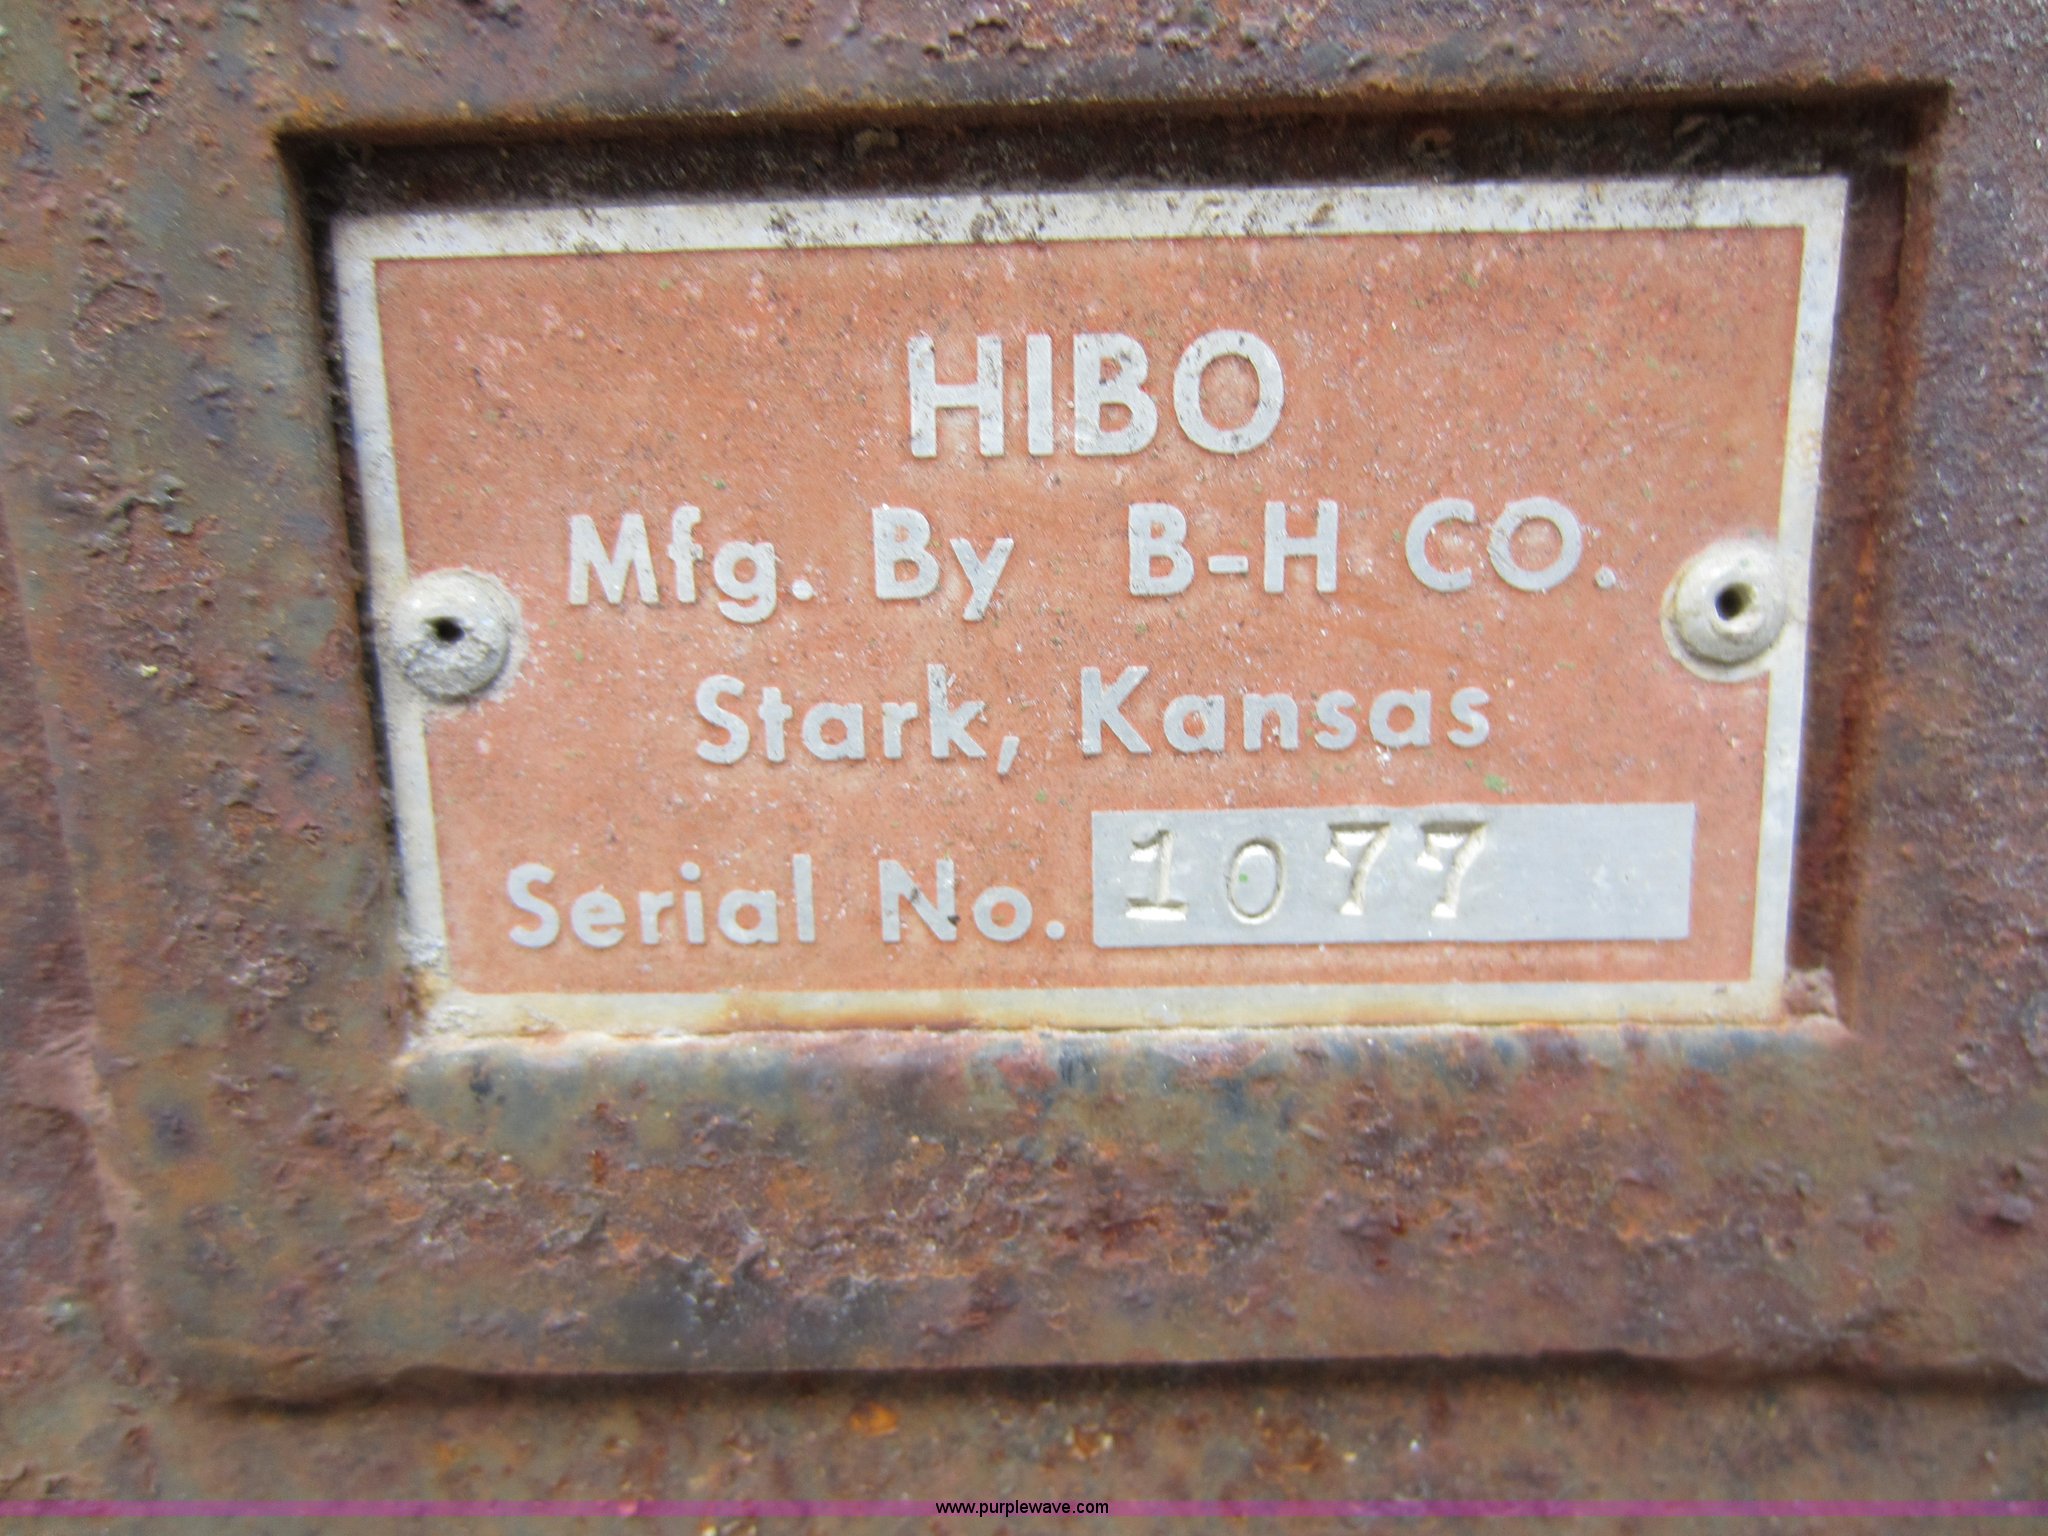 HIBO
Mfg. By B-H CO.
Stark, Kansas
Serial No. 1077
www.purplewave.com